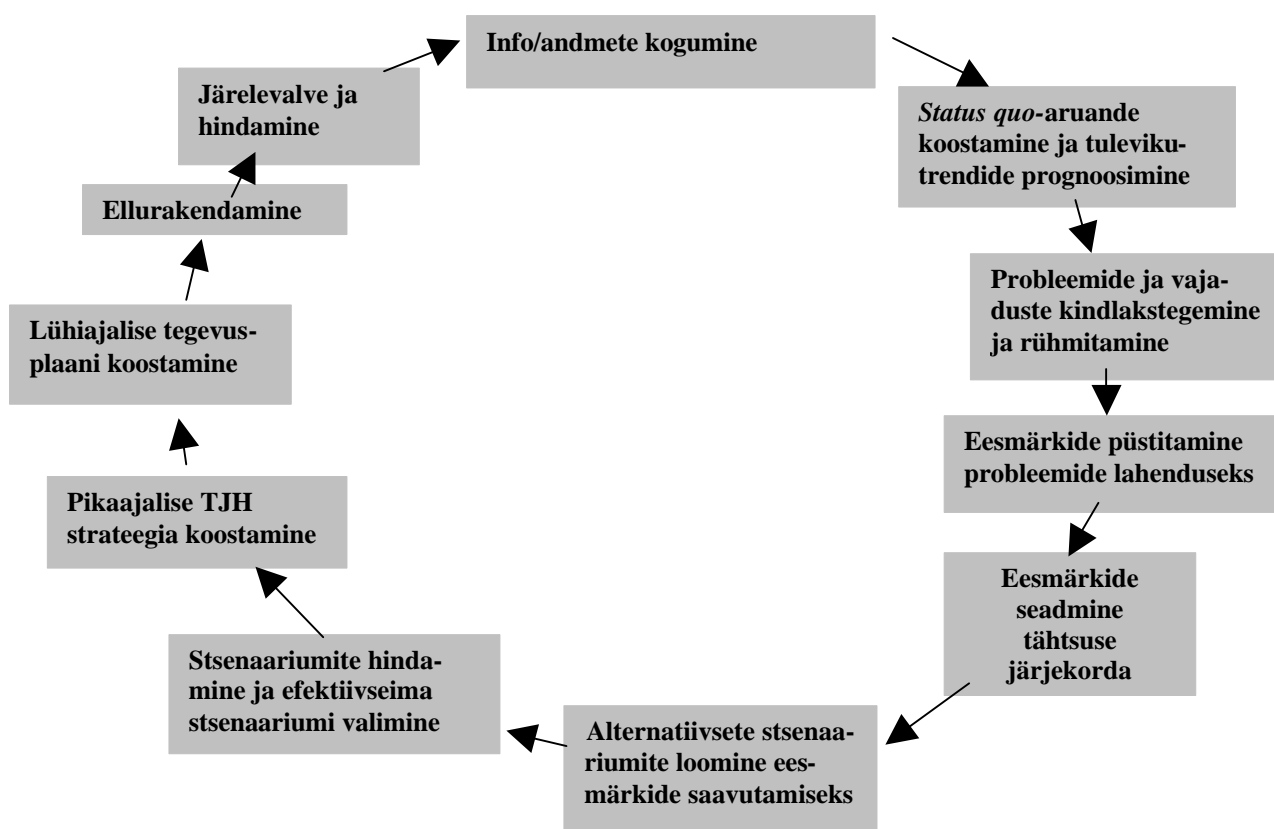 Info/andmete kogumine
Status quo-aruande
koostamine ja tuleviku-
trendide prognoosimine
Probleemide ja vaja-
duste kindlakstegemine
ja rühmitamine
Eesmärkide püstitamine
probleemide lahenduseks
Eesmärkide
seadmine
tähtsuse
järjekorda
Alternatiivsete stsenaa-
riumite loomine ees-
märkide saavutamiseks
Stsenaariumite hinda-
mine ja efektiivseima
stsenaariumi valimine
Pikaajalise TJH
strateegia koostamine
Lühiajalise tegevus-
plaani koostamine
Ellurakendamine
Järelevalve ja
hindamine